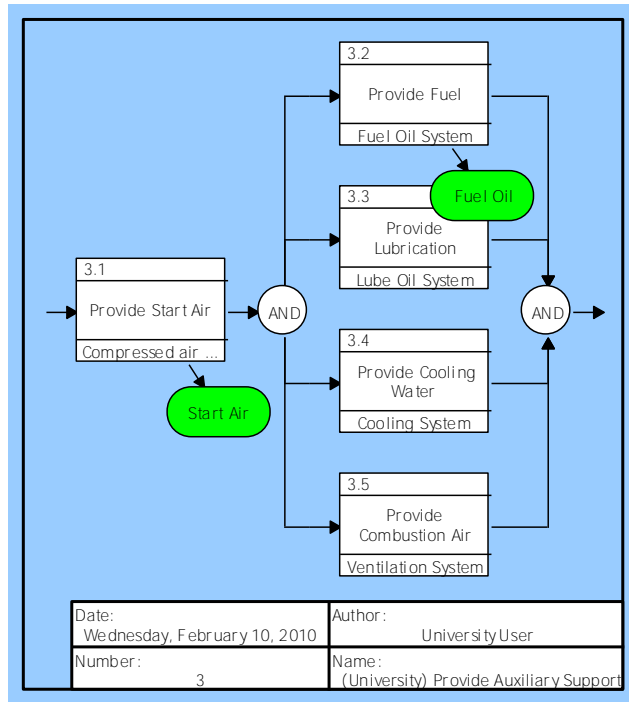 3.2
Provide Fuel
Fuel Oil System
Fuel Oil
3.3
Provide
Lubrication
Lube Oil System
3.1
Provide Start Air
Compressed air ...
Start Air
AND
AND
3.4
Provide Cooling
Water
Cooling System
3.5
Provide
Combustion Air
Ventilation System
Date:
Wednesday, February 10, 2010
Author:
University User
Number:
3
Name:
(University) Provide Auxiliary Support